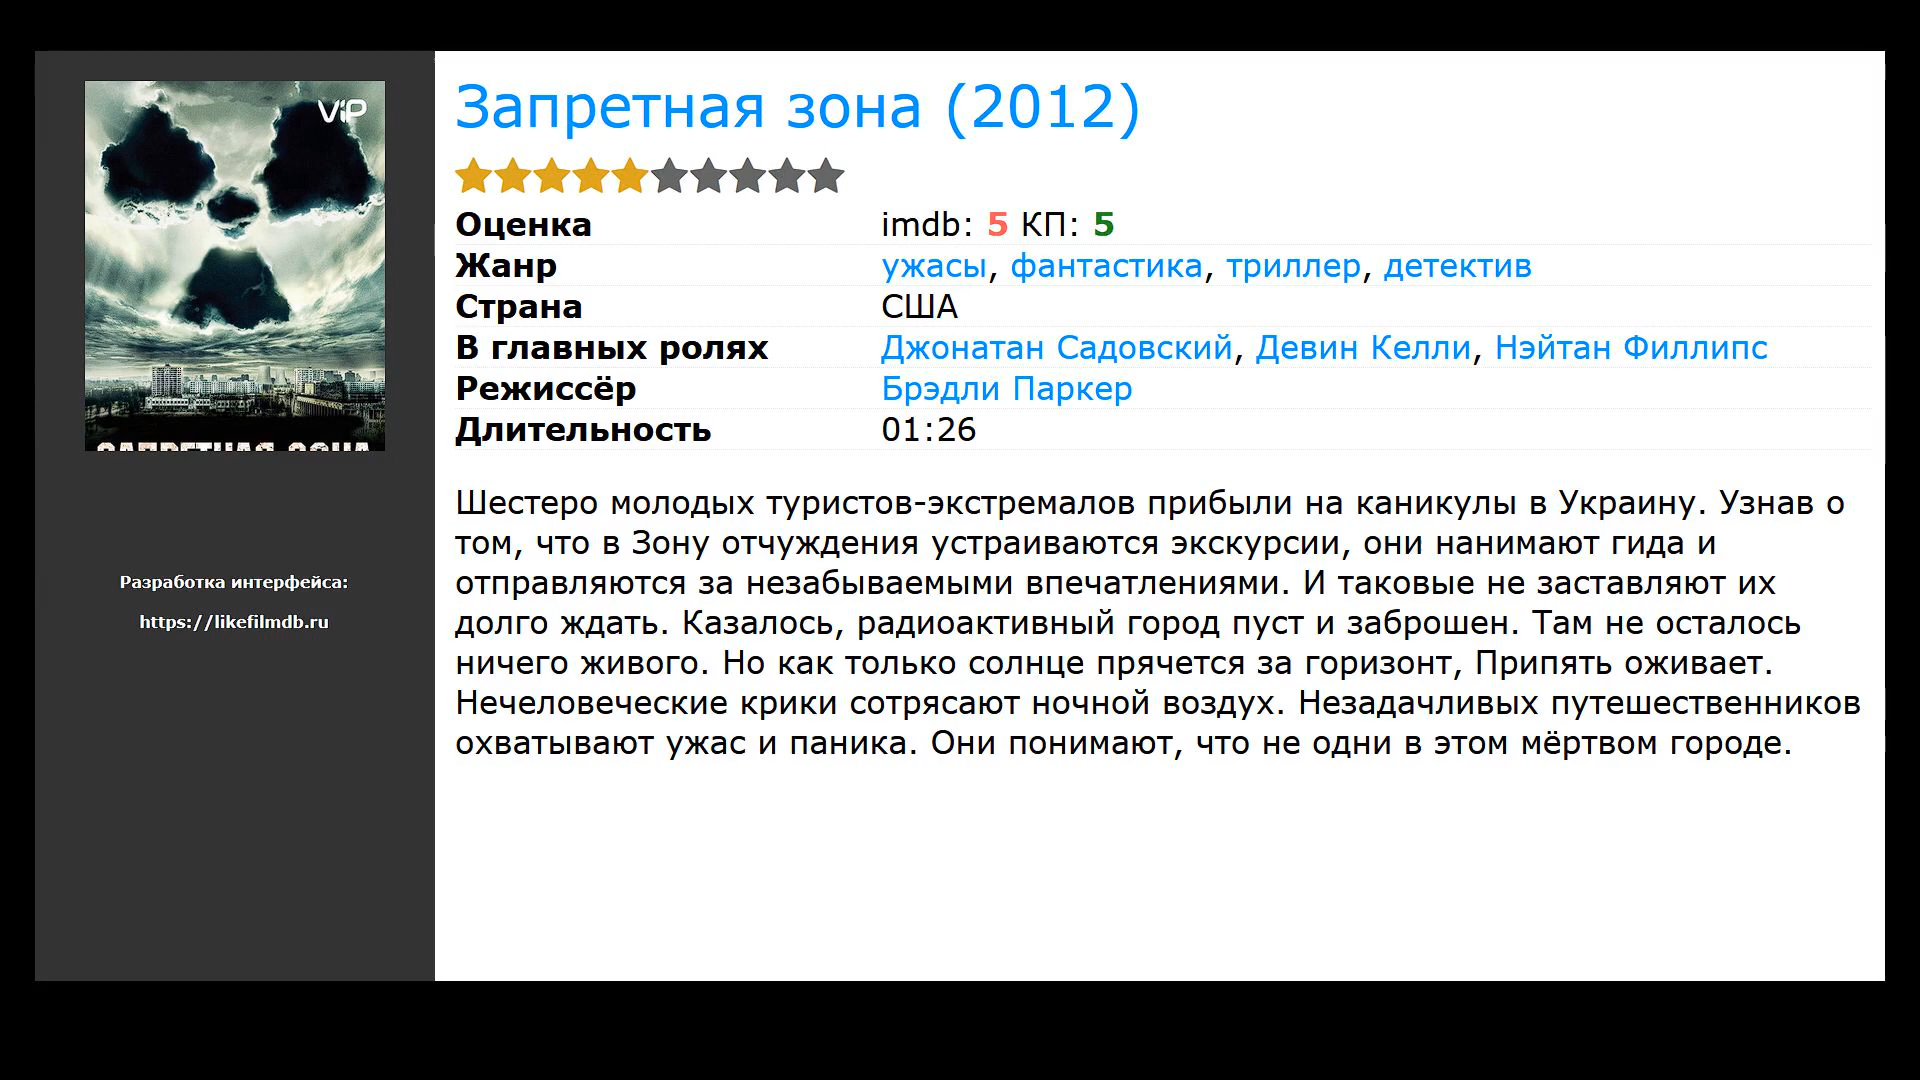 ViP
ЗАПРЕТНАЯ ЗОНА
Разработка интерфейса:
https://likefilmdb.ru
Запретная зона (2012)
Оценка imdb: 5 КП: 5
Жанр ужасы, фантастика, триллер, детектив
Страна США
В главных ролях Джонатан Садовский, Девин Келли, Нэйтан Филлипс
Режиссёр Брэдли Паркер
Длительность 01:26
Шестеро молодых туристов-экстремалов прибыли на каникулы в Украину. Узнав о
том, что в Зону отчуждения устраиваются экскурсии, они нанимают гида и
отправляются за незабываемыми впечатлениями. И таковые не заставляют их
долго ждать. Казалось, радиоактивный город пуст и заброшен. Там не осталось
ничего живого. Но как только солнце прячется за горизонт, Припять оживает.
Нечеловеческие крики сотрясают ночной воздух. Незадачливых путешественников
охватывают ужас и паника. Они понимают, что не одни в этом мёртвом городе.